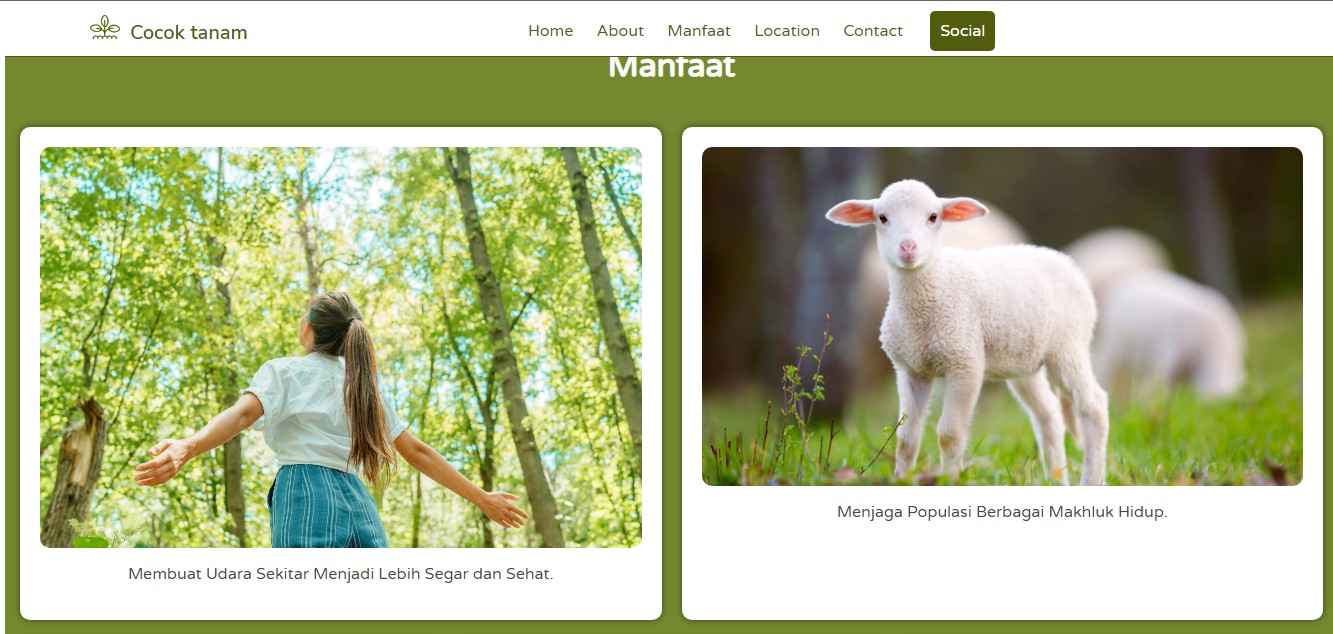 Cocok tanam
Home About Manfaat Location Contact Social
Manfaat
Membuat Udara Sekitar Menjadi Lebih Segar dan Sehat.
Menjaga Populasi Berbagai Makhluk Hidup.